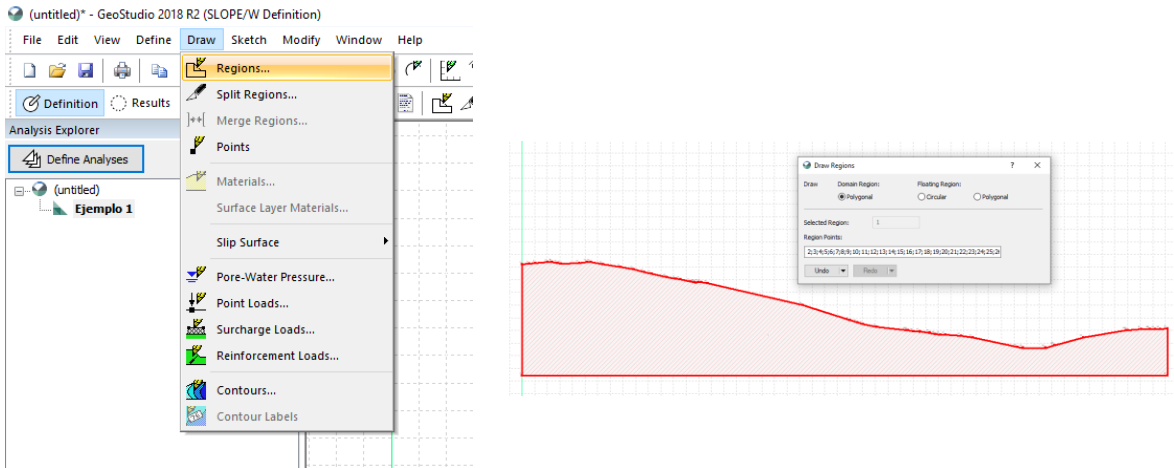 (untitled)* - GeoStudio 2018 R2 (SLOPE/W Definition)
File Edit View Define Draw Sketch Modify Window Help
Definition Results
Analysis Explorer
Define Analyses
(untitled)
Ejemplo 1
Regions...
Split Regions...
Merge Regions...
Points
Materials...
Surface Layer Materials...
Slip Surface
Pore-Water Pressure...
Point Loads...
Surcharge Loads...
Reinforcement Loads...
Contours...
Contour Labels
Draw Regions ? ×
Draw Domain Region: Floating Region:
Polygonal Circular Polygonal
Selected Region: 1
Region Points:
2;3;4;5;6;7;8;9;10;11;12;13;14;15;16;17;18;19;20;21;22;23;24;25;2
Undo Redo